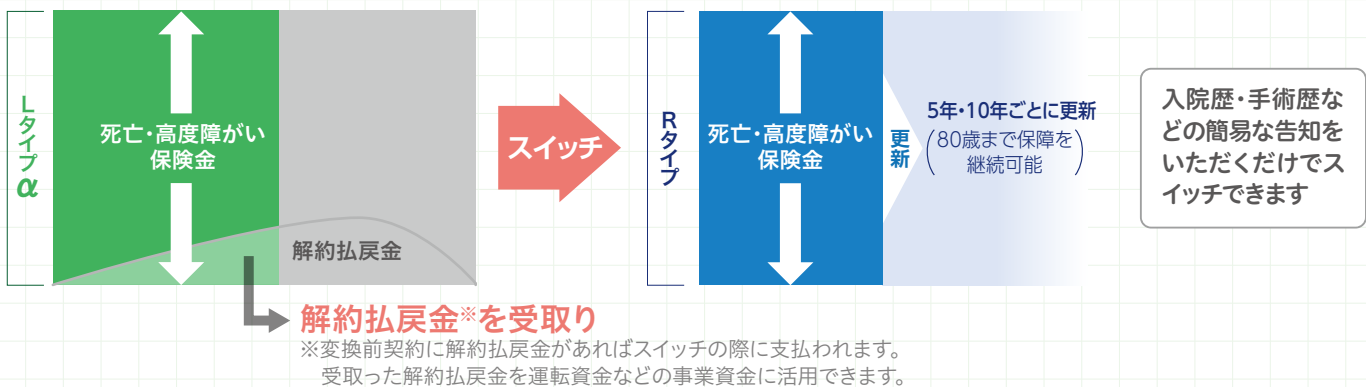 Lタイプα
死亡・高度障がい
保険金
解約払戻金
スイッチ
Rタイプ
死亡・高度障がい
保険金
更新
5年・10年ごとに更新
(80歳まで保障を
継続可能)
入院歴・手術歴な
どの簡易な告知を
いただくだけでス
イッチできます
解約払戻金※を受取り
※変換前契約に解約払戻金があればスイッチの際に支払われます。
受取った解約払戻金を運転資金などの事業資金に活用できます。